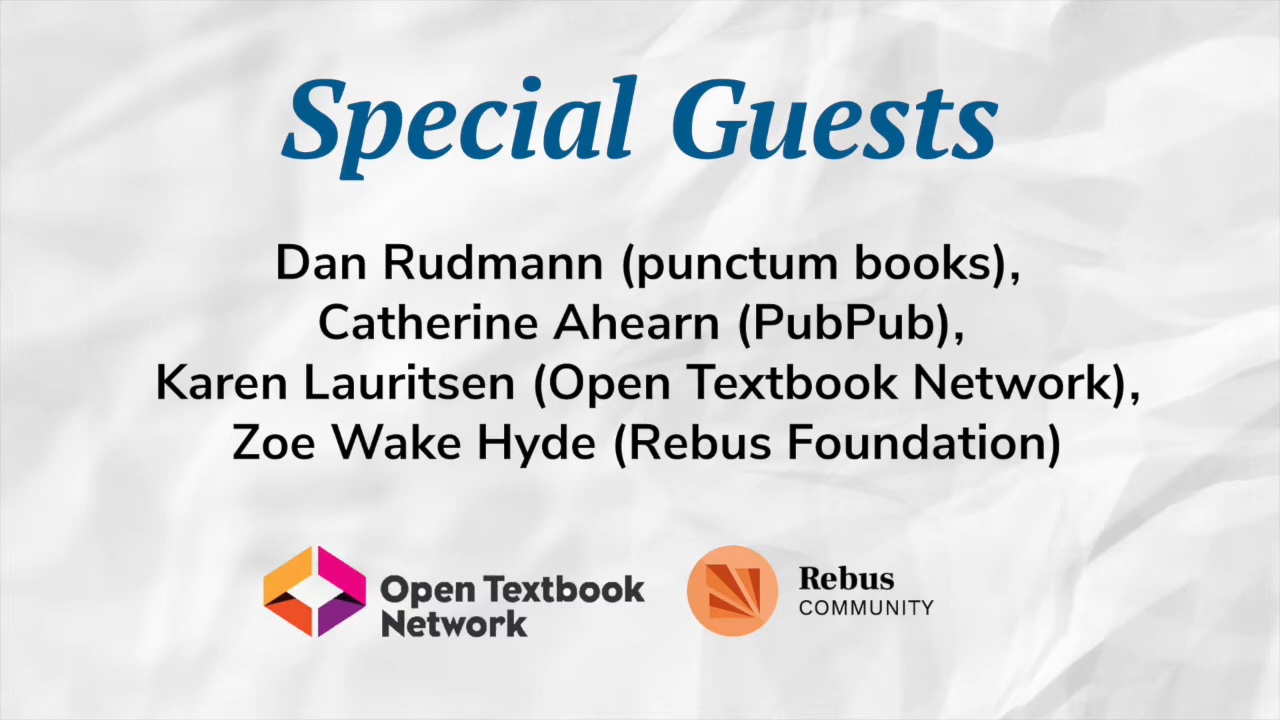 Special Guests
Dan Rudmann (punctum books),
Catherine Ahearn (PubPub),
Karen Lauritsen (Open Textbook Network),
Zoe Wake Hyde (Rebus Foundation)
Open Textbook
Network
Rebus
COMMUNITY